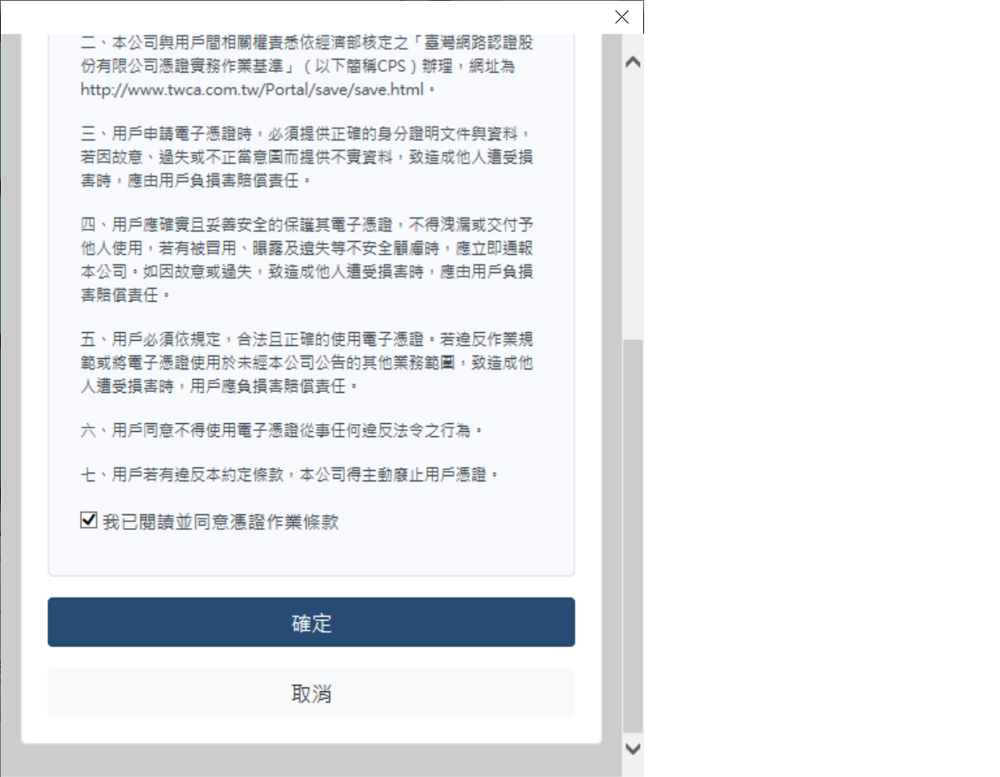 二、本公司與用戶間相關權責悉依經濟部核定之「臺灣網路認證股
份有限公司憑證實務作業基準」（以下簡稱CPS）辦理，網址為
http://www.twca.com.tw/Portal/save/save.html。
三、用戶申請電子憑證時，必須提供正確的身分證明文件與資料，
若因故意、過失或不正當意圖而提供不實資料，致造成他人遭受損
害時，應由用戶負損害賠償責任。
四、用戶應確實且妥善安全的保護其電子憑證，不得洩漏或交付予
他人使用，若有被冒用、曝露及遺失等不安全顧慮時，應立即通報
本公司。如因故意或過失，致造成他人遭受損害時，應由用戶負損
害賠償責任。
五、用戶必須依規定，合法且正確的使用電子憑證。若違反作業規
範或將電子憑證使用於未經本公司公告的其他業務範圍，致造成他
人遭受損害時，用戶應負損害賠償責任。
六、用戶同意不得使用電子憑證從事任何違反法令之行為。
七、用戶若有違反本約定條款，本公司得主動廢止用戶憑證。
我已閱讀並同意憑證作業條款
確定
取消